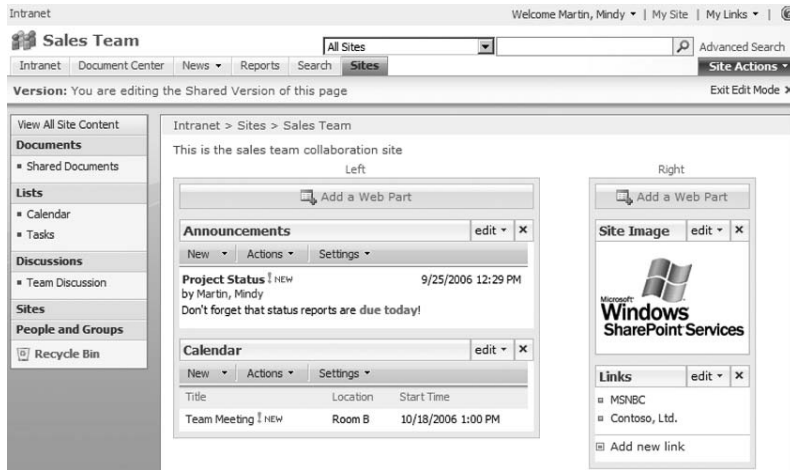 Intranet
Welcome Martin, Mindy | My Site | My Links |
Sales Team
All Sites
Advanced Search
Intranet Document Center News Reports Search Sites
Site Actions
Version: You are editing the Shared Version of this page
Exit Edit Mode
View All Site Content
Documents
Shared Documents
Lists
Calendar
Tasks
Discussions
Team Discussion
Sites
People and Groups
Recycle Bin
Intranet > Sites > Sales Team
This is the sales team collaboration site
Left
Add a Web Part
Announcements edit
New Actions Settings
Project Status ! NEW 9/25/2006 12:29 PM
by Martin, Mindy
Don't forget that status reports are due today!
Calendar edit
New Actions Settings
Title Location Start Time
Team Meeting ! NEW Room B 10/18/2006 1:00 PM
Right
Add a Web Part
Site Image edit
Microsoft
Windows
SharePoint Services
Links edit
MSNBC
Contoso, Ltd.
Add new link